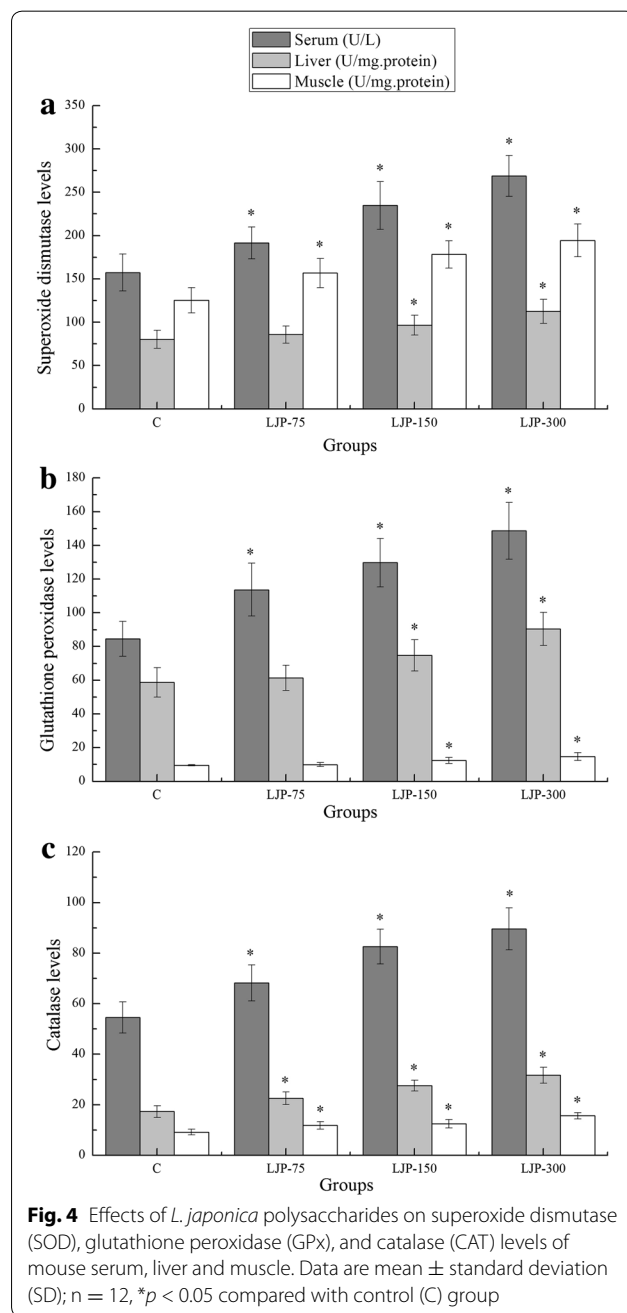 Serum (U/L)
Liver (U/mg.protein)
Muscle (U/mg.protein)
a
350
300
250
200
150
100
50
0
Superoxide dismutase levels
* * * * * * * *
C LJP-75 LJP-150 LJP-300
Groups
b
180
160
140
120
100
80
60
40
20
0
Glutathione peroxidase levels
* * * * * * *
C LJP-75 LJP-150 LJP-300
Groups
c
120
100
80
60
40
20
0
Catalase levels
* * * * * * * * *
C LJP-75 LJP-150 LJP-300
Groups
Fig. 4 Effects of L. japonica polysaccharides on superoxide dismutase
(SOD), glutathione peroxidase (GPx), and catalase (CAT) levels of
mouse serum, liver and muscle. Data are mean ± standard deviation
(SD); n = 12, *p < 0.05 compared with control (C) group